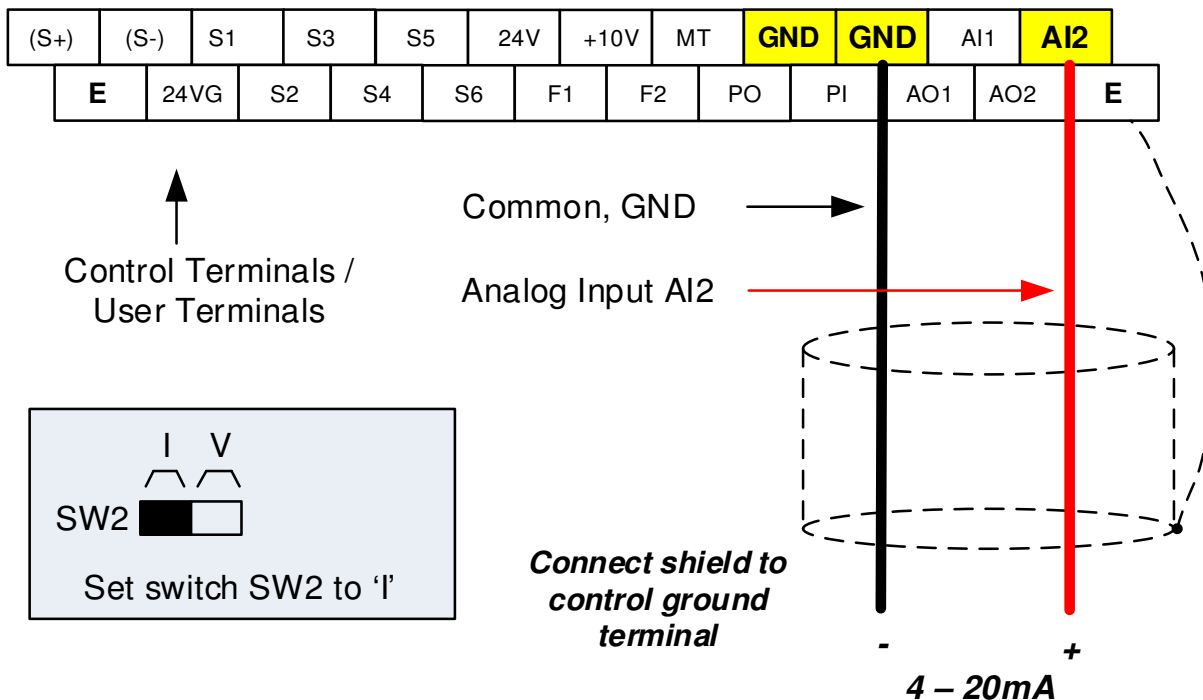 (S+) (S-) S1 S3 S5 24V +10V MT GND GND AI1 AI2
E 24VG S2 S4 S6 F1 F2 PO PI AO1 AO2 E
Common, GND
Control Terminals /
User Terminals
Analog Input AI2
I V
SW2
Set switch SW2 to ‘I’
Connect shield to
control ground
terminal
- +
4 – 20mA